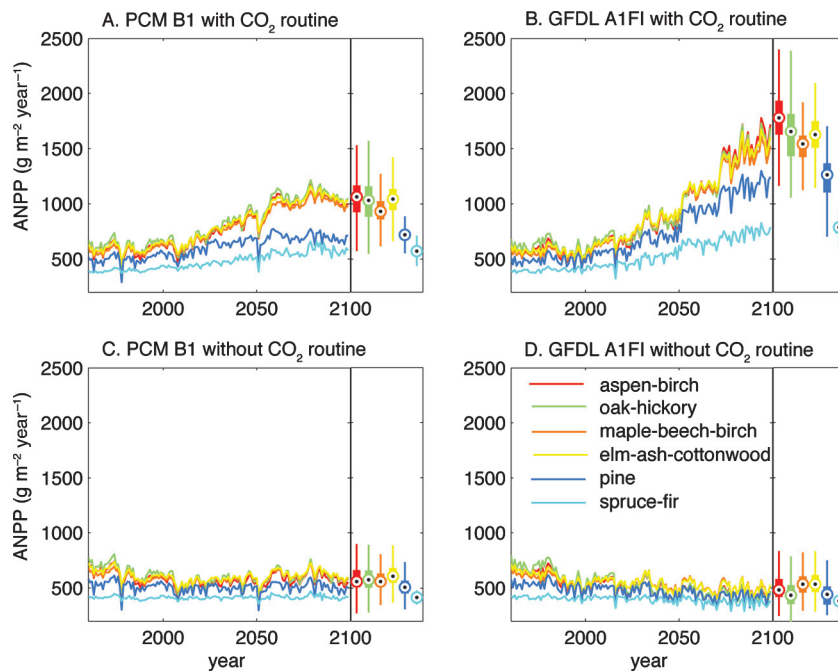 A. PCM B1 with CO₂ routine
B. GFDL A1FI with CO₂ routine
ANPP (g m⁻² year⁻¹)
2500
2000
1500
1000
500
2000 2050 2100
2500
2000
1500
1000
500
2000 2050 2100
C. PCM B1 without CO₂ routine
D. GFDL A1FI without CO₂ routine
ANPP (g m⁻² year⁻¹)
2500
2000
1500
1000
500
2000 2050 2100
year
2500
2000
1500
1000
500
aspen-birch
oak-hickory
maple-beech-birch
elm-ash-cottonwood
pine
spruce-fir
2000 2050 2100
year